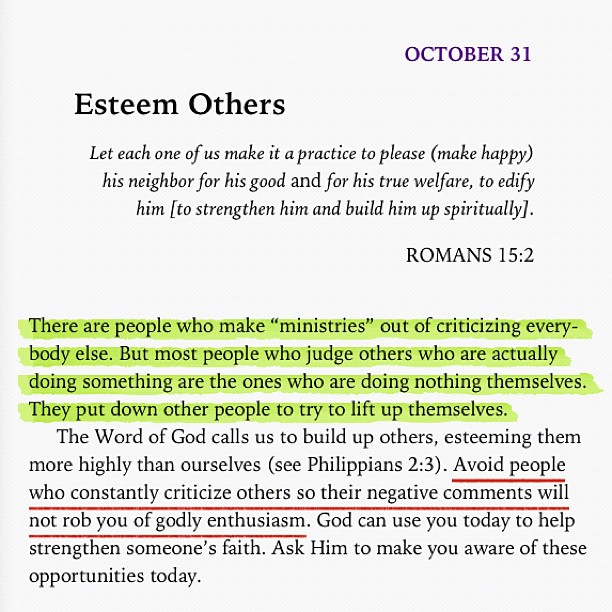 OCTOBER 31
Esteem Others
Let each one of us make it a practice to please (make happy)
his neighbor for his good and for his true welfare, to edify
him [to strengthen him and build him up spiritually].
ROMANS 15:2
There are people who make “ministries” out of criticizing every-
body else. But most people who judge others who are actually
doing something are the ones who are doing nothing themselves.
They put down other people to try to lift up themselves.
The Word of God calls us to build up others, esteeming them
more highly than ourselves (see Philippians 2:3). Avoid people
who constantly criticize others so their negative comments will
not rob you of godly enthusiasm. God can use you today to help
strengthen someone’s faith. Ask Him to make you aware of these
opportunities today.